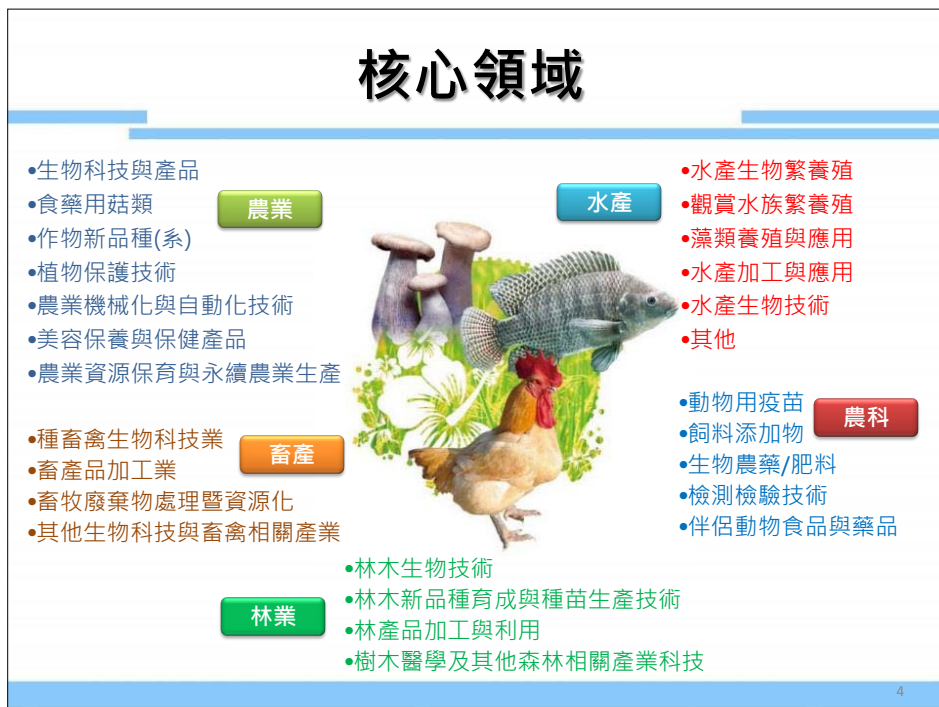 核心領域
•生物科技與產品
•食藥用菇類
•作物新品種(系)
•植物保護技術
•農業機械化與自動化技術
•美容保養與保健產品
•農業資源保育與永續農業生產
農業
水產
•水產生物繁養殖
•觀賞水族繁養殖
•藻類養殖與應用
•水產加工與應用
•水產生物技術
•其他
•種畜禽生物科技業
•畜產品加工業
•畜牧廢棄物處理暨資源化
•其他生物科技與畜禽相關產業
畜產
•動物用疫苗
•飼料添加物
•生物農藥/肥料
•檢測檢驗技術
•伴侶動物食品與藥品
農科
林業
•林木生物技術
•林木新品種育成與種苗生產技術
•林產品加工與利用
•樹木醫學及其他森林相關產業科技
4